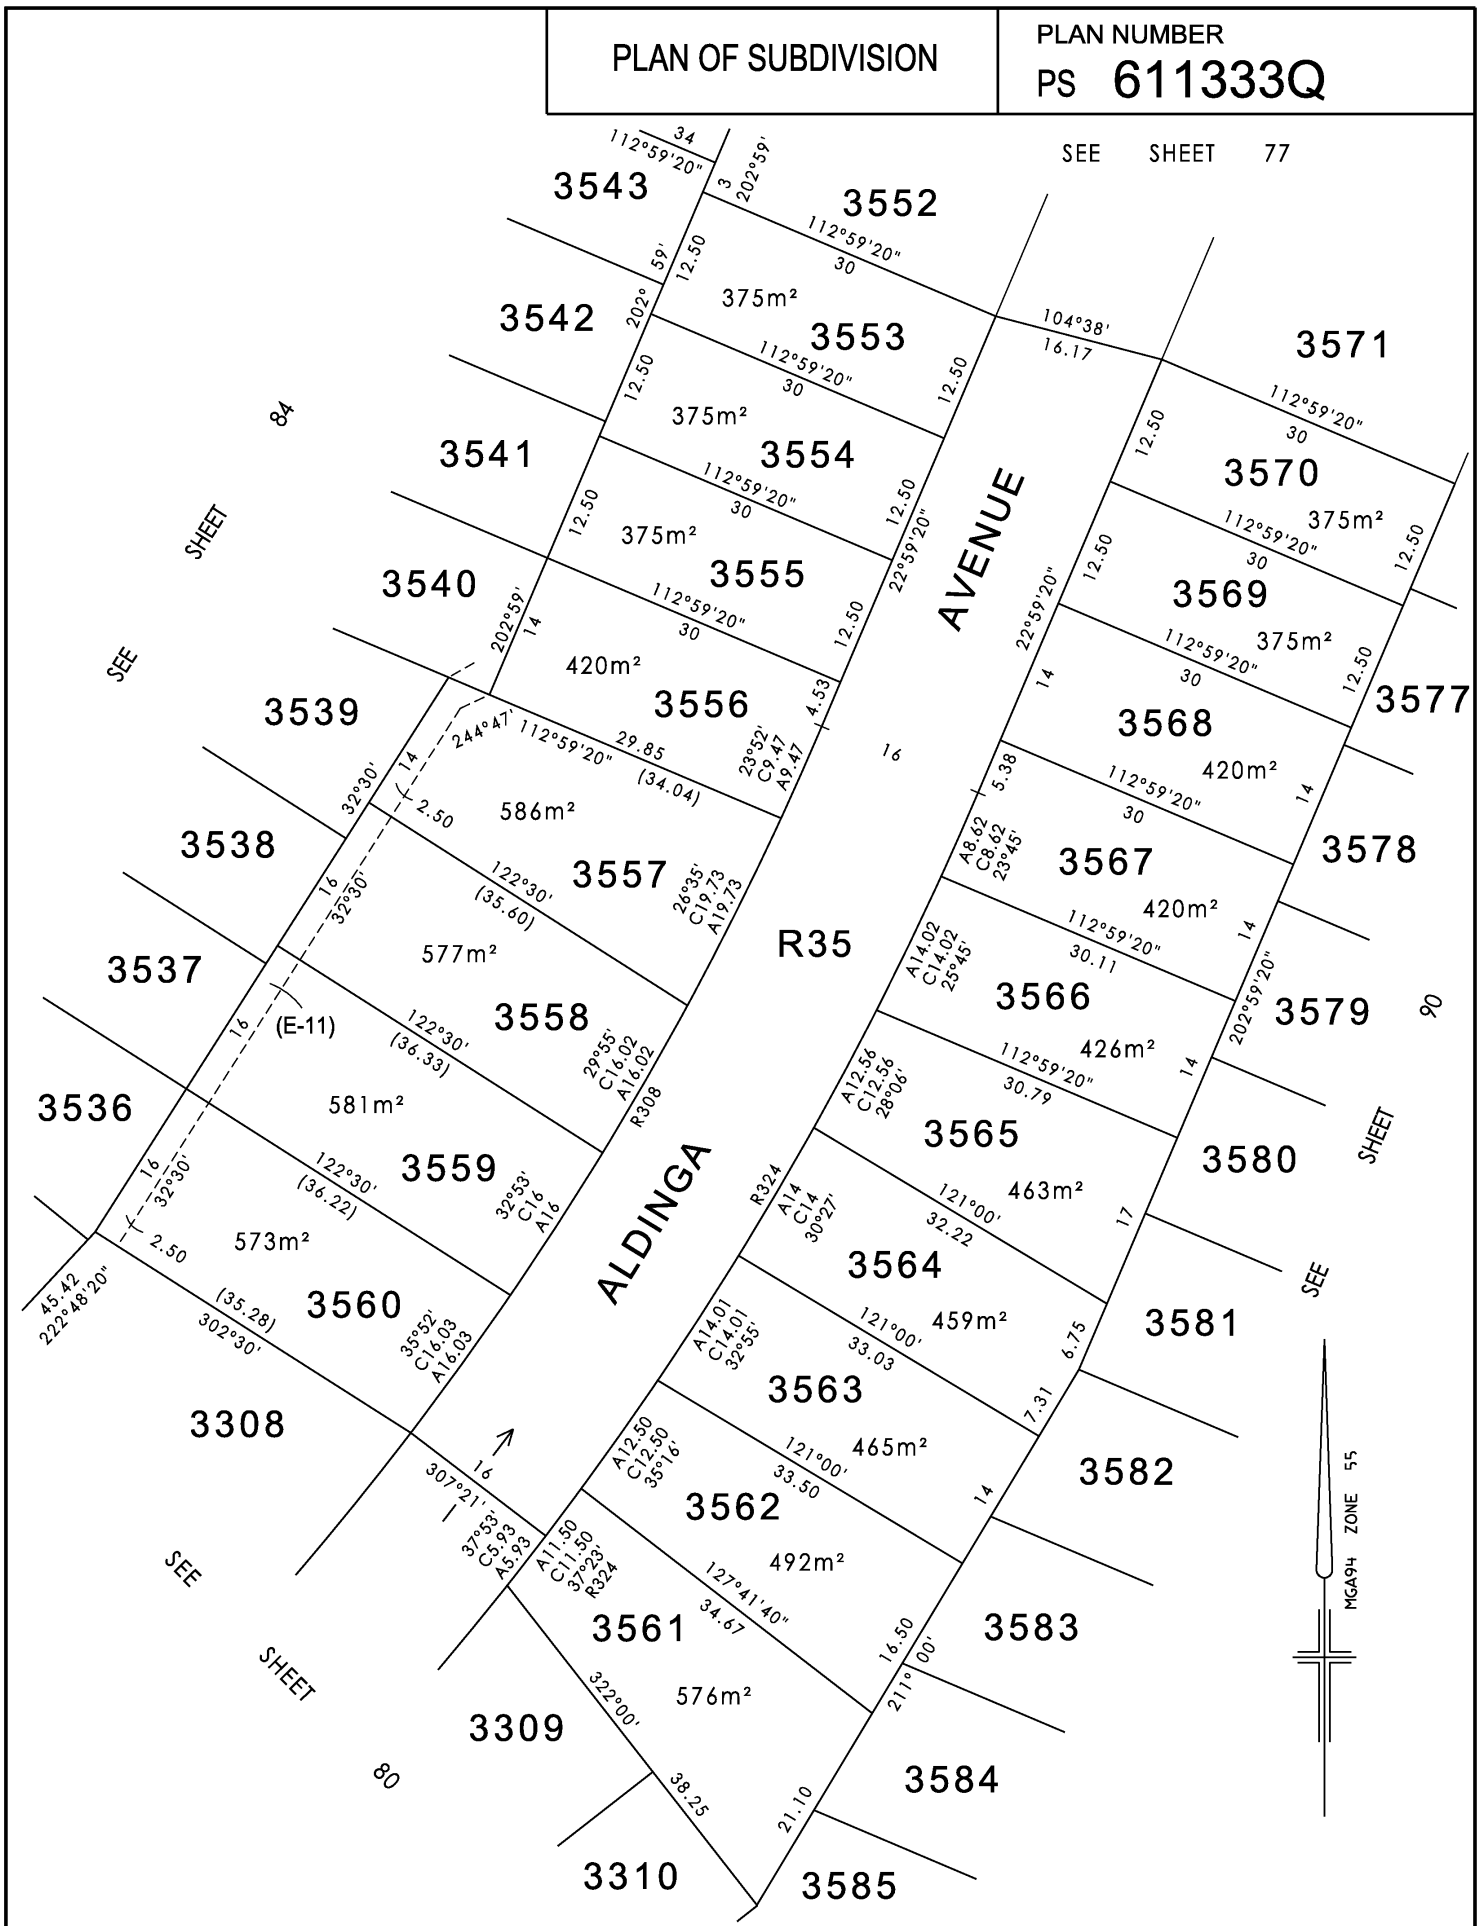 PLAN OF SUBDIVISION
PLAN NUMBER
PS 611333Q
SEE SHEET 77
34
112°59'20"
3543
3
202°59'
3552
112°59'20"
30
59'
202°
12.50
375m²
3553
3542
104°38'
16.17
3571
112°59'20"
30
12.50
12.50
112°59'20"
30
375m²
3554
12.50
3570
375m²
84
SHEET
SEE
3541
112°59'20"
30
12.50
22°59'20"
AVENUE
12.50
112°59'20"
30
12.50
12.50
375m²
3555
3569
375m²
3540
202°59'
14
112°59'20"
30
12.50
22°59'20"
14
112°59'20"
30
12.50
420m²
3556
4.53
3568
420m²
3577
3539
244°47'
112°59'20"
29.85
(34.04)
23°52'
C9.47
A9.47
16
5.38
112°59'20"
30
14
32°30'
14
2.50
586m²
3557
A8.62
C8.62
23°45'
3567
420m²
3578
3538
122°30'
(35.60)
26°35'
C19.73
A19.73
R35
112°59'20"
30.11
14
16
32°30'
577m²
3558
A14.02
C14.02
25°45'
3566
426m²
202°59'20"
3579
90
3537
16
(E-11)
122°30'
(36.33)
29°55'
C16.02
A16.02
R308
A12.56
C12.56
28°06'
112°59'20"
30.79
14
3536
581m²
3559
3565
463m²
3580
SHEET
SEE
16
32°30'
122°30'
(36.22)
32°53'
C16
A16
ALDINGA
R324
A14
C14
30°27'
121°00'
32.22
17
2.50
573m²
3560
3564
459m²
3581
45.42
222°48'20"
(35.28)
302°30'
35°52'
C16.03
A16.03
A14.01
C14.01
32°55'
121°00'
33.03
6.75
3308
3563
465m²
7.31
16
307°21'
A12.50
C12.50
35°16'
121°00'
33.50
3582
3562
492m²
14
MGA94 ZONE 55
37°53'
C5.93
A5.93
A11.50
C11.50
37°23'
R324
127°41'40"
34.67
SEE
SHEET
80
3561
576m²
16.50
211° 00'
3583
322°00'
3309
38.25
3584
21.10
3310
3585